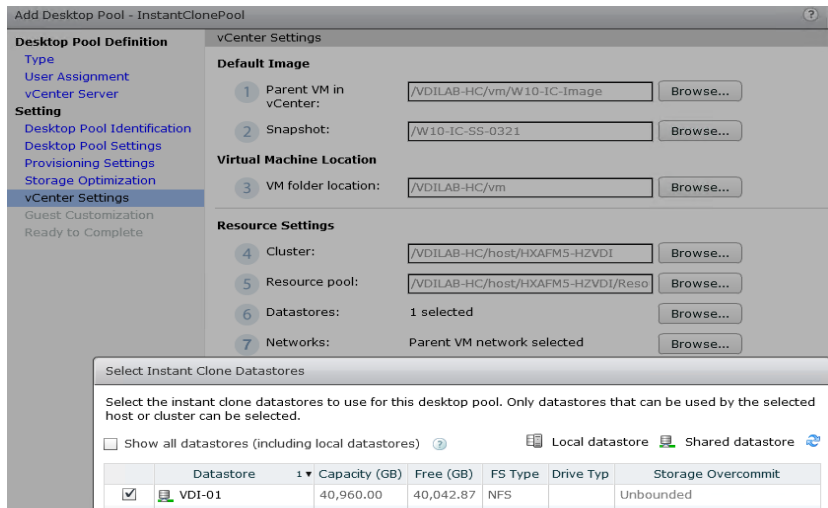 Add Desktop Pool - InstantClonePool ?
Desktop Pool Definition
Type
User Assignment
vCenter Server
Setting
Desktop Pool Identification
Desktop Pool Settings
Provisioning Settings
Storage Optimization
vCenter Settings
Guest Customization
Ready to Complete
vCenter Settings
Default Image
1 Parent VM in vCenter: /VDILAB-HC/vm/W10-IC-Image Browse...
2 Snapshot: /W10-IC-SS-0321 Browse...
Virtual Machine Location
3 VM folder location: /VDILAB-HC/vm Browse...
Resource Settings
4 Cluster: /VDILAB-HC/host/HXAFM5-HZVDI Browse...
5 Resource pool: /VDILAB-HC/host/HXAFM5-HZVDI/Reso Browse...
6 Datastores: 1 selected Browse...
7 Networks: Parent VM network selected Browse...
Select Instant Clone Datastores
Select the instant clone datastores to use for this desktop pool. Only datastores that can be used by the selected
host or cluster can be selected.
Show all datastores (including local datastores) ? Local datastore Shared datastore
Datastore 1 Capacity (GB) Free (GB) FS Type Drive Typ Storage Overcommit
VDI-01 40,960.00 40,042.87 NFS Unbounded